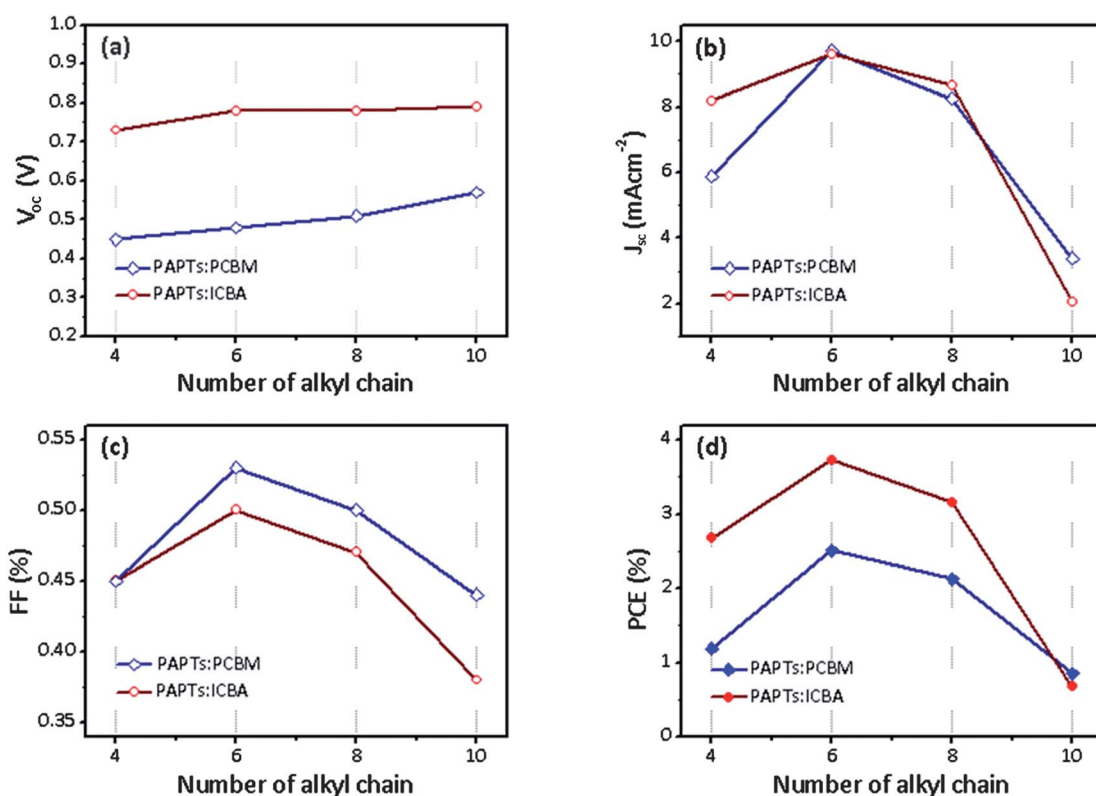 (a)
1.0
0.9
0.8
0.7
0.6
0.5
0.4
0.3
0.2
Voc (V)
PAPTs:PCBM
PAPTs:ICBA
4 6 8 10
Number of alkyl chain
(b)
10
8
6
4
2
Jsc (mAcm-2)
PAPTs:PCBM
PAPTs:ICBA
4 6 8 10
Number of alkyl chain
(c)
0.55
0.50
0.45
0.40
0.35
FF (%)
PAPTs:PCBM
PAPTs:ICBA
4 6 8 10
Number of alkyl chain
(d)
4
3
2
1
0
PCE (%)
PAPTs:PCBM
PAPTs:ICBA
4 6 8 10
Number of alkyl chain